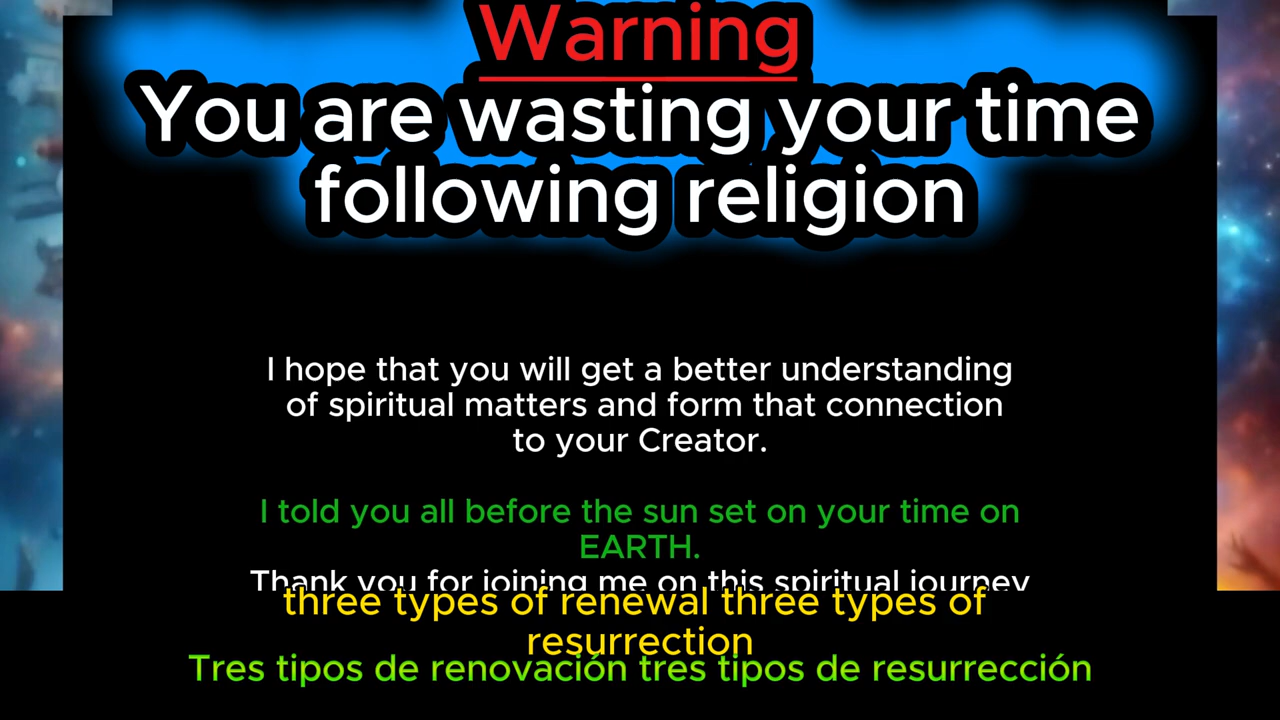 Warning
You are wasting your time
following religion
I hope that you will get a better understanding
of spiritual matters and form that connection
to your Creator.
I told you all before the sun set on your time on
EARTH.
Thank you for joining me on this spiritual journey
three types of renewal three types of
resurrection
Tres tipos de renovación tres tipos de resurrección